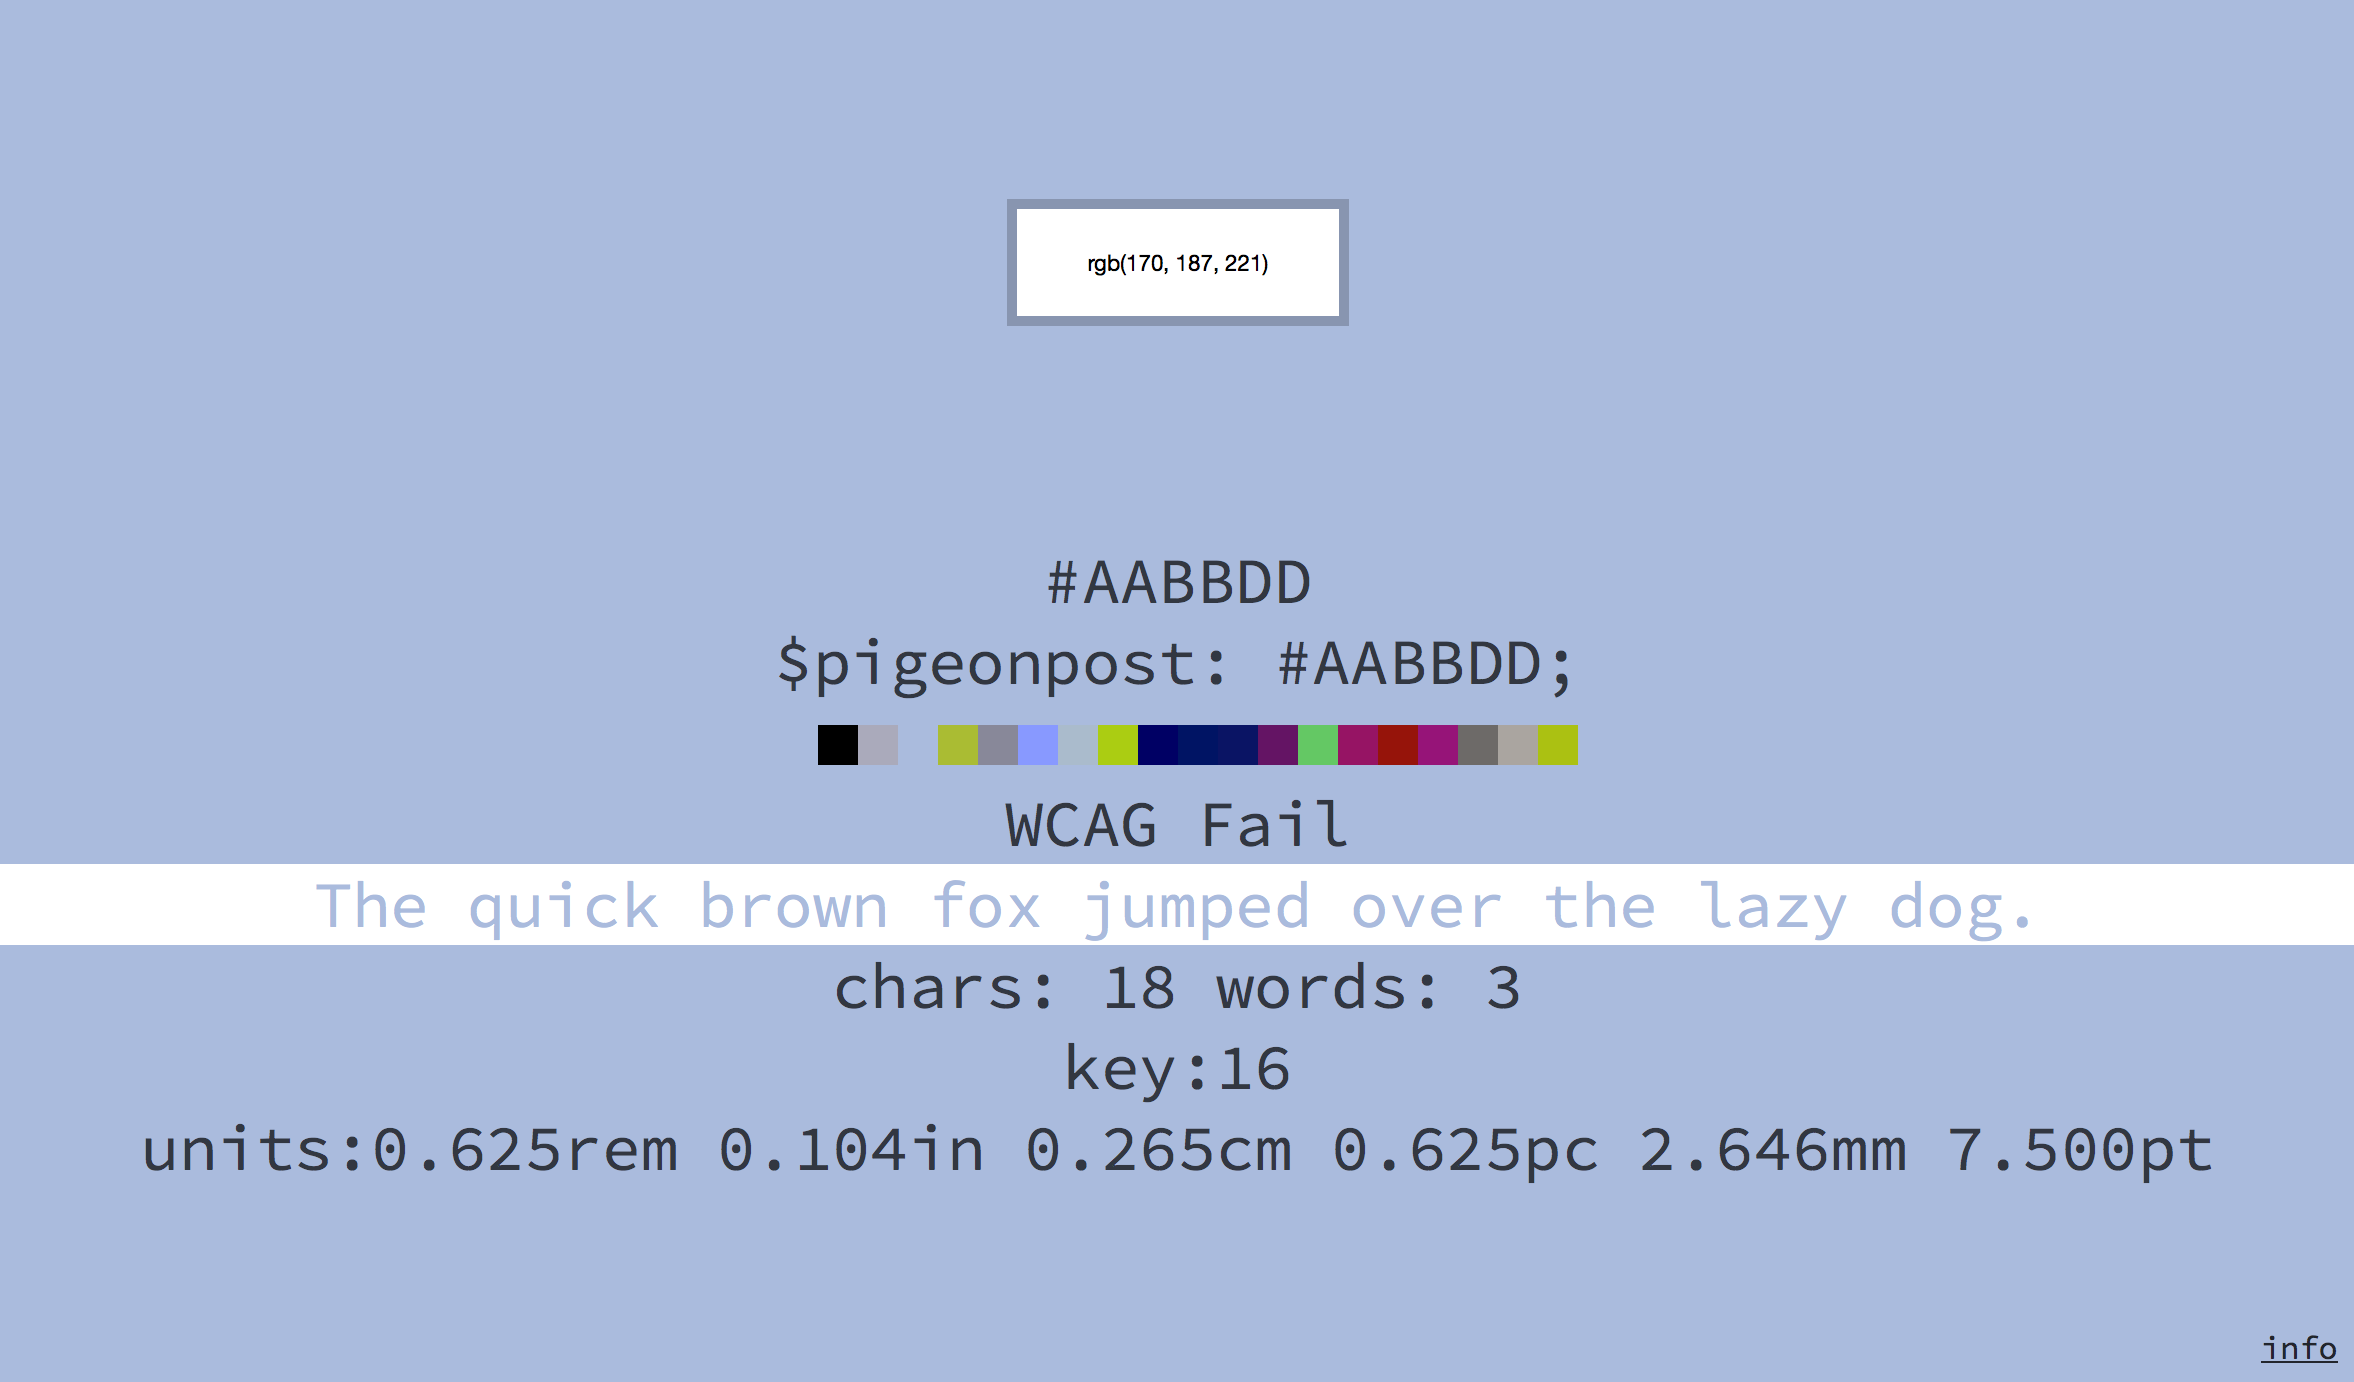 rgb(170, 187, 221)
#AABBDD
$pigeonpost: #AABBDD;
WCAG Fail
The quick brown fox jumped over the lazy dog.
chars: 18 words: 3
key:16
units:0.625rem 0.104in 0.265cm 0.625pc 2.646mm 7.500pt
info